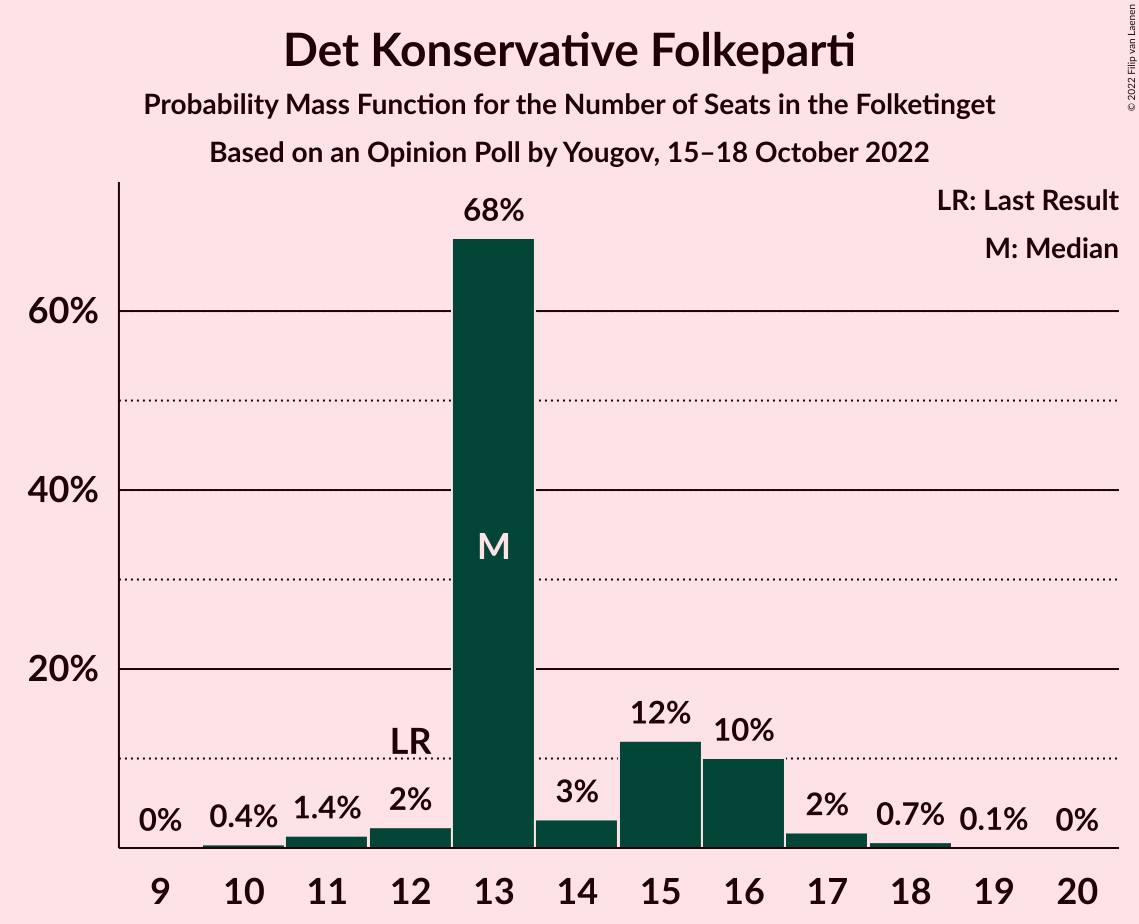 Det Konservative Folkeparti
Probability Mass Function for the Number of Seats in the Folketinget
Based on an Opinion Poll by Yougov, 15–18 October 2022
© 2022 Filip van Laenen
LR: Last Result
M: Median
60%
40%
20%
0%
0.4%
1.4%
LR
2%
68%
M
3%
12%
10%
2%
0.7%
0.1%
0%
9 10 11 12 13 14 15 16 17 18 19 20